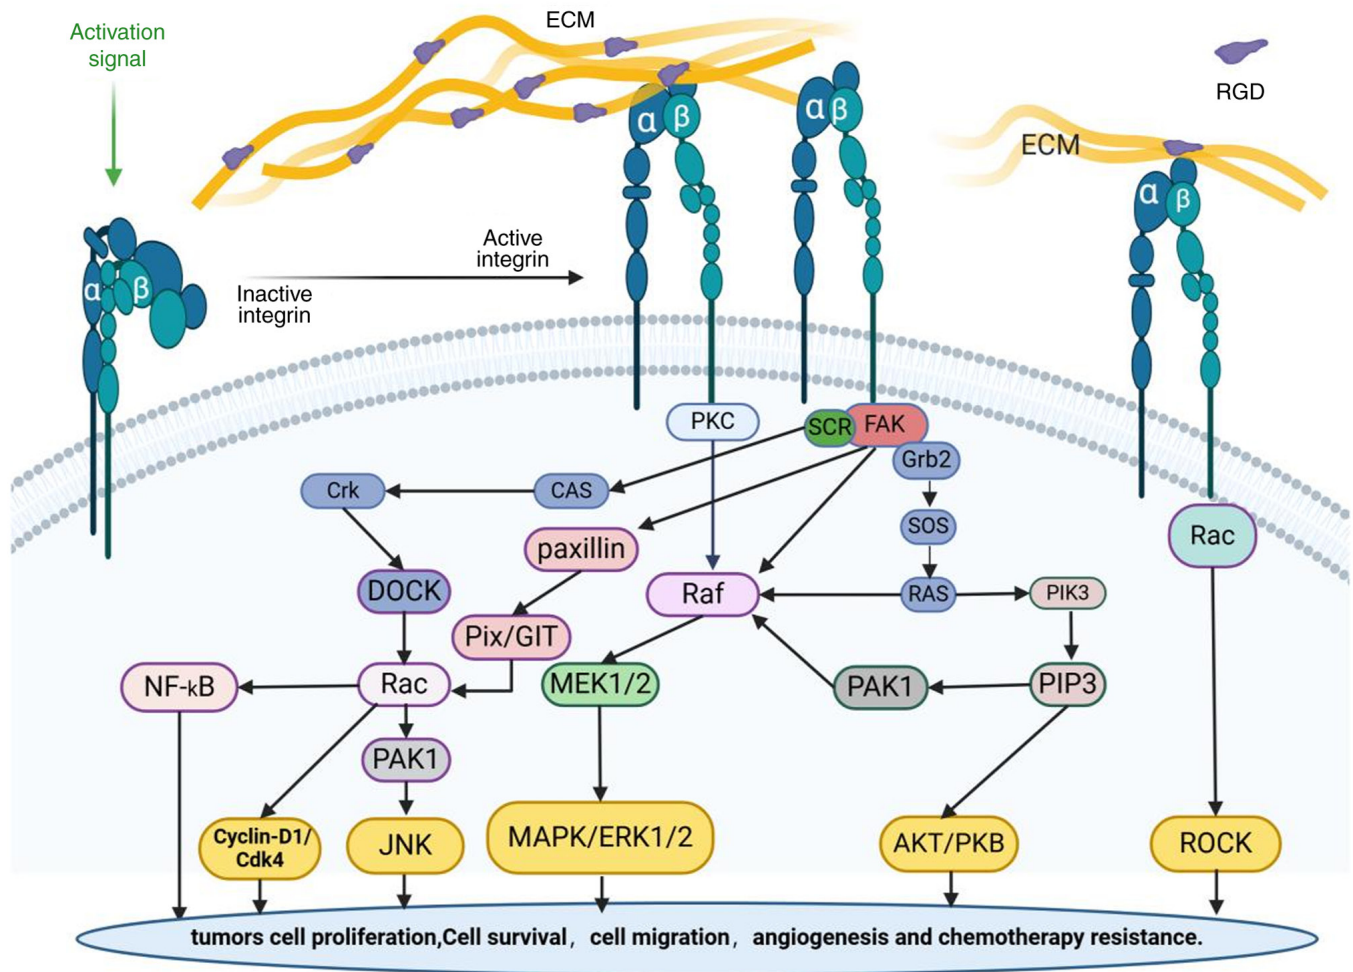 Activation
signal
ECM
RGD
ECM
α
β
α
β
α
β
α
β
Active
integrin
Inactive
integrin
PKC
SCR
FAK
Grb2
Crk
CAS
SOS
paxillin
Rac
DOCK
Raf
RAS
PIK3
Pix/GIT
NF-kB
Rac
MEK1/2
PAK1
PIP3
PAK1
Cyclin-D1/
Cdk4
JNK
MAPK/ERK1/2
AKT/PKB
ROCK
tumors cell proliferation,Cell survival，cell migration，angiogenesis and chemotherapy resistance.